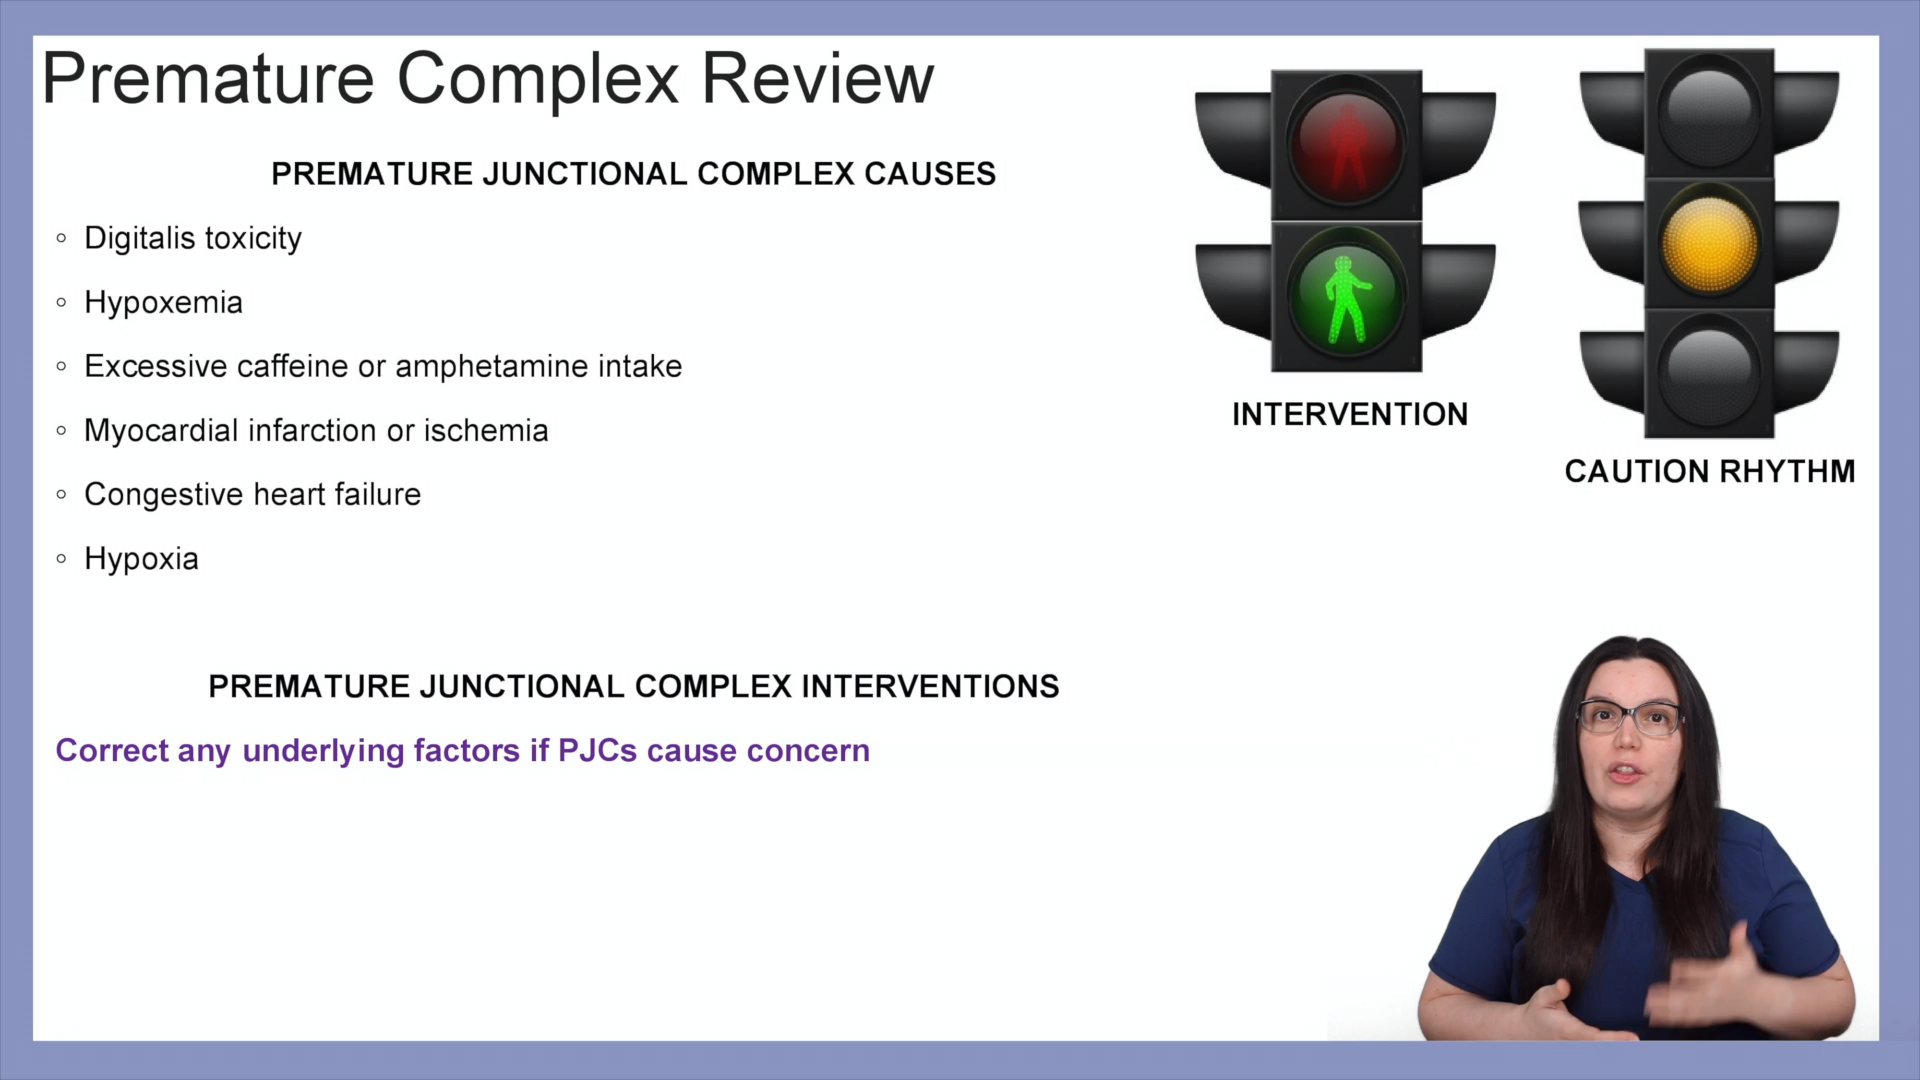 Premature Complex Review
PREMATURE JUNCTIONAL COMPLEX CAUSES
Digitalis toxicity
Hypoxemia
Excessive caffeine or amphetamine intake
Myocardial infarction or ischemia
Congestive heart failure
Hypoxia
PREMATURE JUNCTIONAL COMPLEX INTERVENTIONS
Correct any underlying factors if PJCs cause concern
INTERVENTION
CAUTION RHYTHM